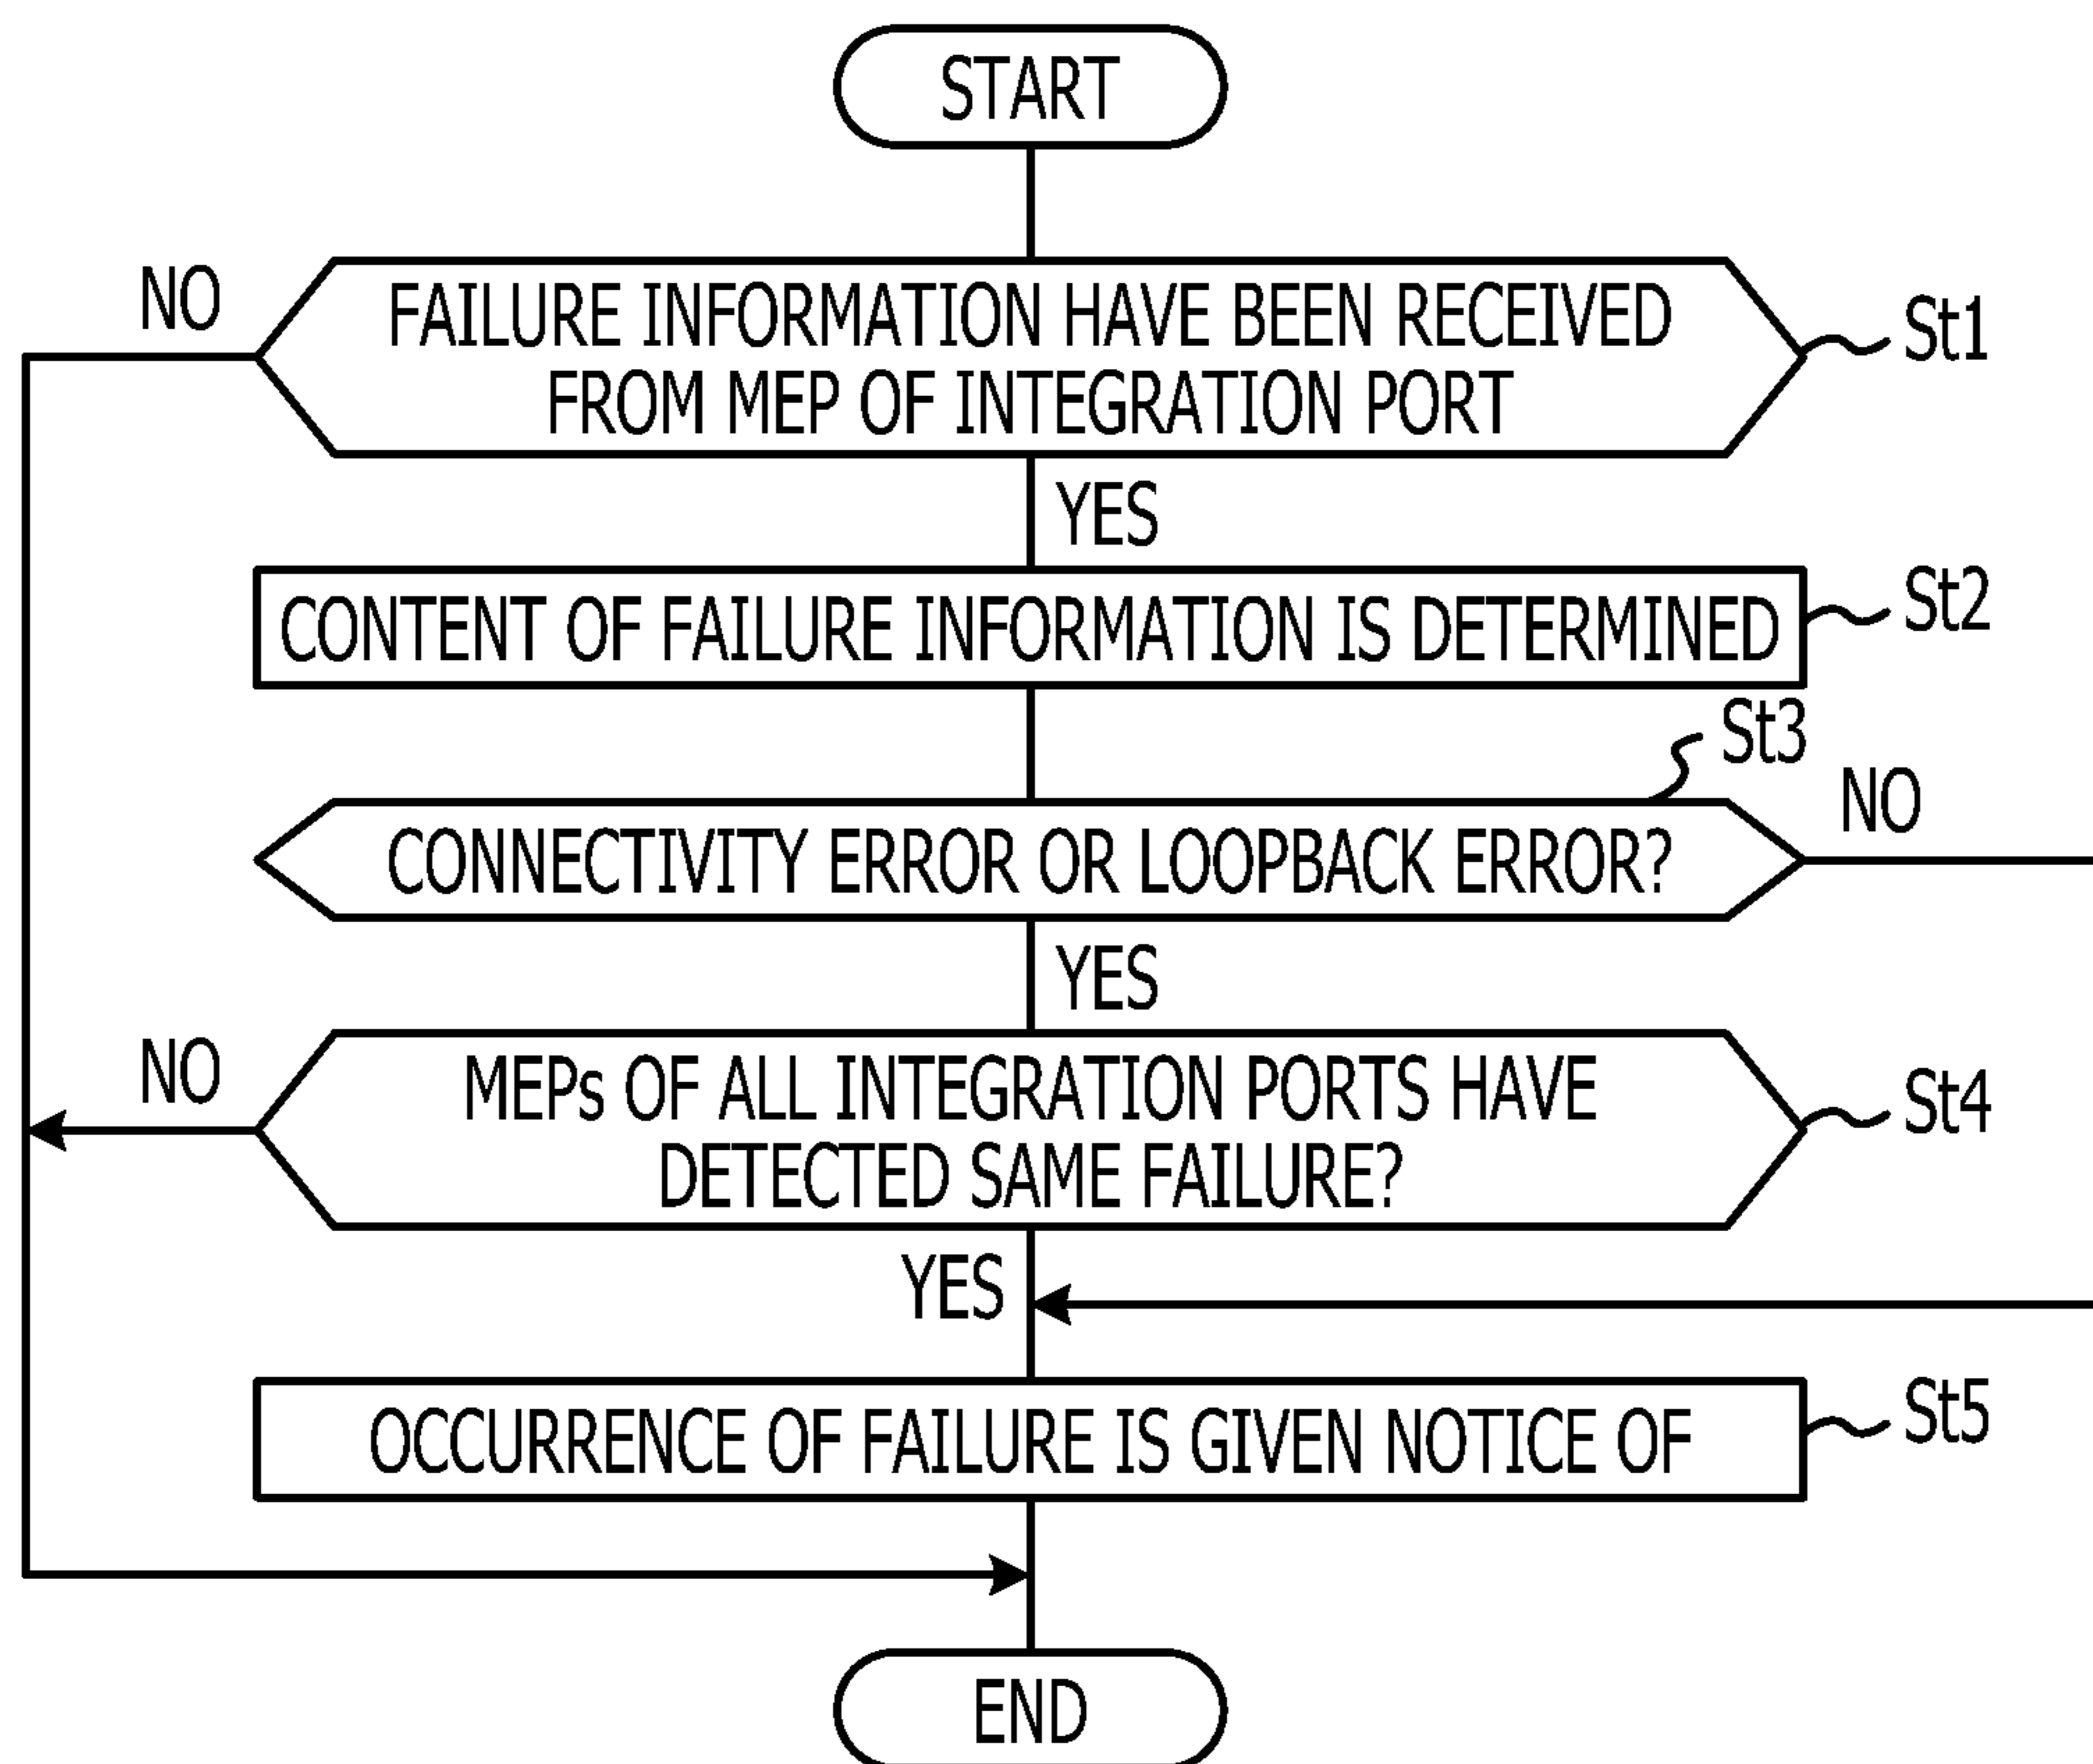 START
NO
FAILURE INFORMATION HAVE BEEN RECEIVED
FROM MEP OF INTEGRATION PORT
St1
YES
CONTENT OF FAILURE INFORMATION IS DETERMINED
St2
St3
NO
CONNECTIVITY ERROR OR LOOPBACK ERROR?
YES
NO
MEPs OF ALL INTEGRATION PORTS HAVE
DETECTED SAME FAILURE?
St4
YES
OCCURRENCE OF FAILURE IS GIVEN NOTICE OF
St5
END